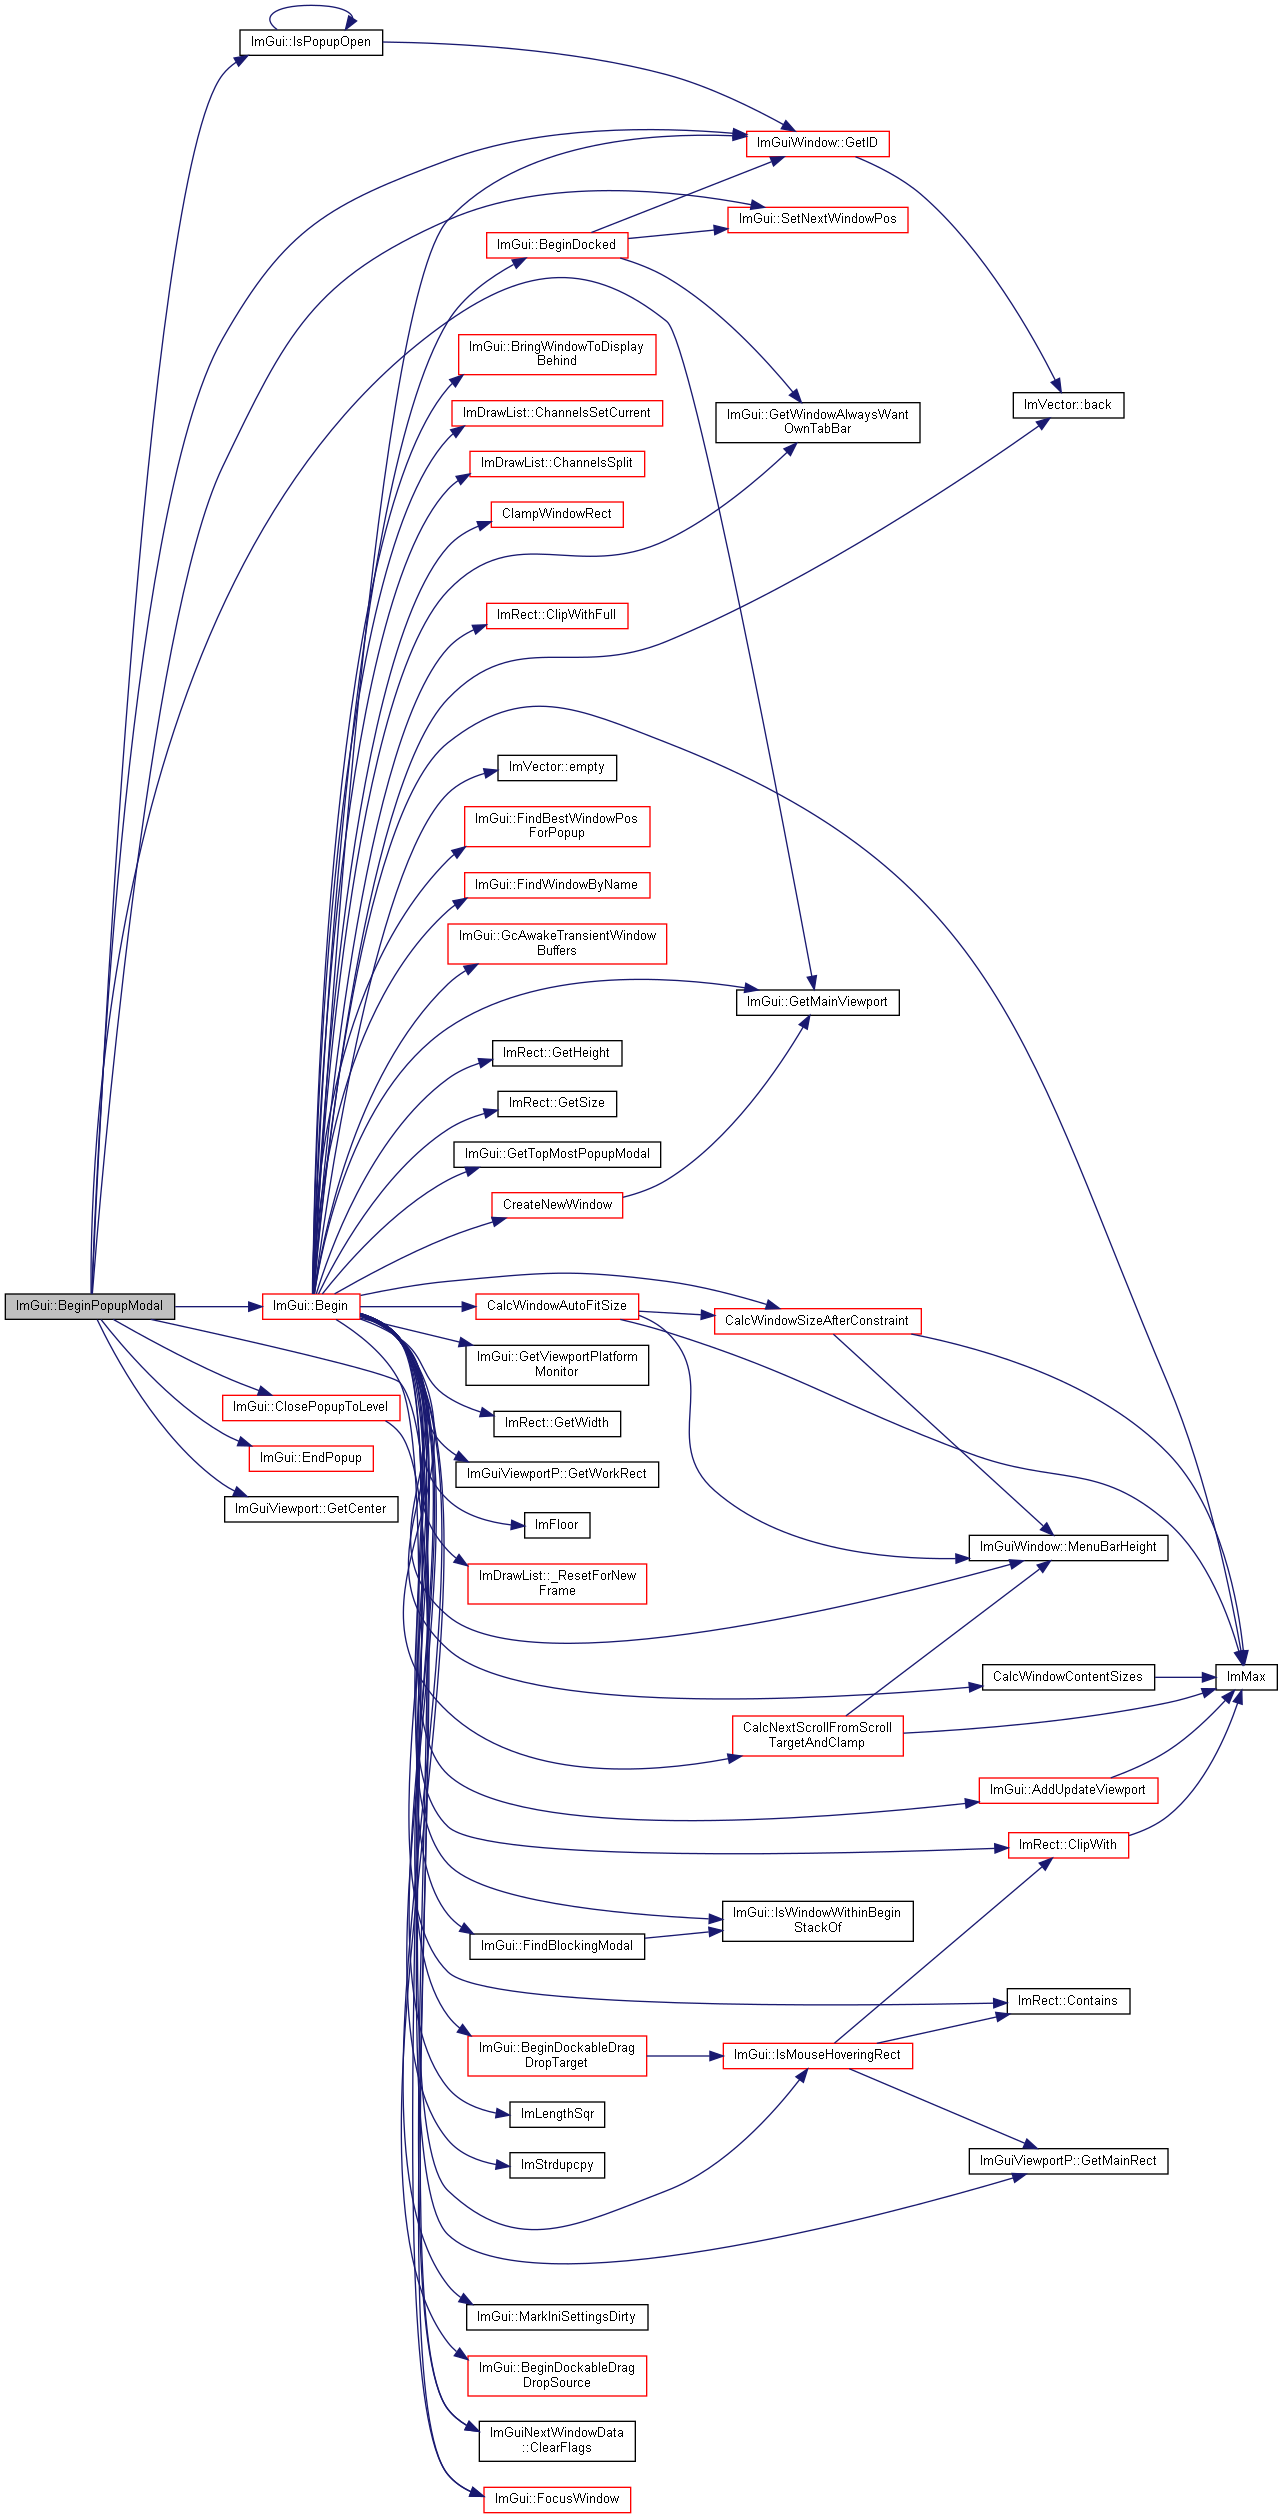 ImGui::IsPopupOpen
ImGuiWindow::GetID
ImGui::SetNextWindowPos
ImGui::BeginDocked
ImGui::BringWindowToDisplay
Behind
ImVector::back
ImDrawList::ChannelsSetCurrent
ImGui::GetWindowAlwaysWant
OwnTabBar
ImDrawList::ChannelsSplit
ClampWindowRect
ImRect::ClipWithFull
ImVector::empty
ImGui::FindBestWindowPos
ForPopup
ImGui::FindWindowByName
ImGui::GcAwakeTransientWindow
Buffers
ImGui::GetMainViewport
ImRect::GetHeight
ImRect::GetSize
ImGui::GetTopMostPopupModal
CreateNewWindow
ImGui::BeginPopupModal
ImGui::Begin
CalcWindowAutoFitSize
CalcWindowSizeAfterConstraint
ImGui::GetViewportPlatform
Monitor
ImGui::ClosePopupToLevel
ImRect::GetWidth
ImGui::EndPopup
ImGuiViewportP::GetWorkRect
ImGuiViewport::GetCenter
ImFloor
ImGuiWindow::MenuBarHeight
ImDrawList::_ResetForNew
Frame
CalcWindowContentSizes
ImMax
CalcNextScrollFromScroll
TargetAndClamp
ImGui::AddUpdateViewport
ImRect::ClipWith
ImGui::IsWindowWithinBegin
StackOf
ImGui::FindBlockingModal
ImRect::Contains
ImGui::BeginDockableDrag
DropTarget
ImGui::IsMouseHoveringRect
ImLengthSqr
ImStrdupcpy
ImGuiViewportP::GetMainRect
ImGui::MarkIniSettingsDirty
ImGui::BeginDockableDrag
DropSource
ImGuiNextWindowData
::ClearFlags
ImGui::FocusWindow